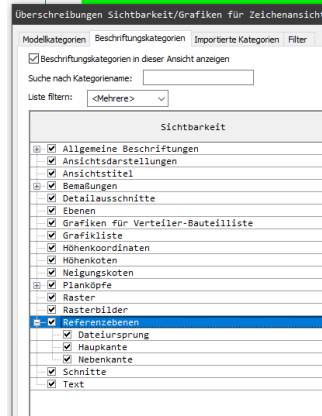 Überschreibungen Sichtbarkeit/Grafiken für Zeichenansicht
Modellkategorien Beschriftungskategorien Importierte Kategorien Filter
Beschriftungskategorien in dieser Ansicht anzeigen
Suche nach Kategoriename:
Liste filtern: <Mehrere>
Sichtbarkeit
Allgemeine Beschriftungen
Ansichtsdarstellungen
Ansichtstitel
Bemaßungen
Detailausschnitte
Ebenen
Grafiken für Verteiler-Bauteilliste
Grafikliste
Höhenkoordinaten
Höhenkoten
Neigungskoten
Planköpfe
Raster
Rasterbilder
Referenzebenen
Dateiursprung
Haupkante
Nebenkante
Schnitte
Text